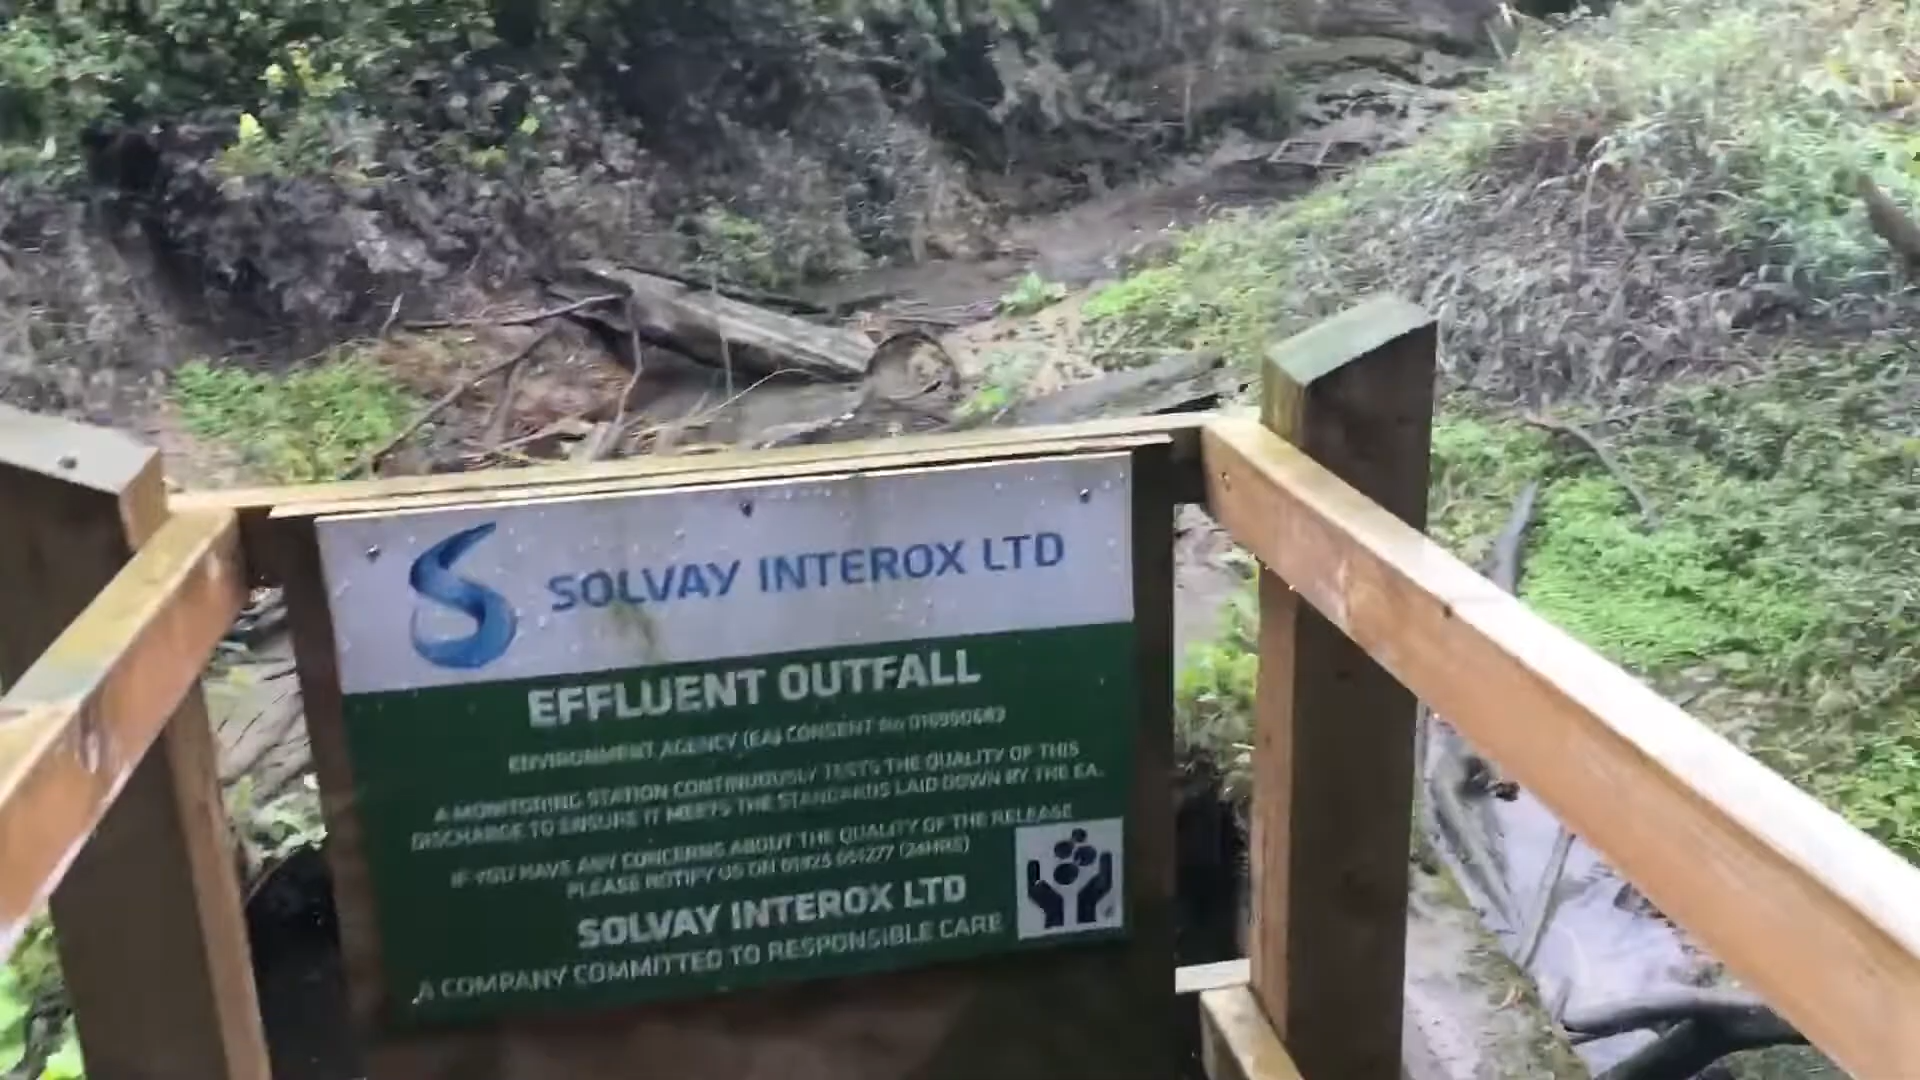 SOLVAY INTEROX LTD
EFFLUENT OUTFALL
ENVIRONMENT AGENCY (EA) CONSENT No
A MONITORING STATION CONTINUOUSLY TESTS THE QUALITY OF THIS
DISCHARGE TO ENSURE IT MEETS THE STANDARDS LAID DOWN BY THE EA.
IF YOU HAVE ANY CONCERNS ABOUT THE QUALITY OF THE RELEASE
PLEASE NOTIFY US ON 01925 (24HRS)
SOLVAY INTEROX LTD
A COMPANY COMMITTED TO RESPONSIBLE CARE